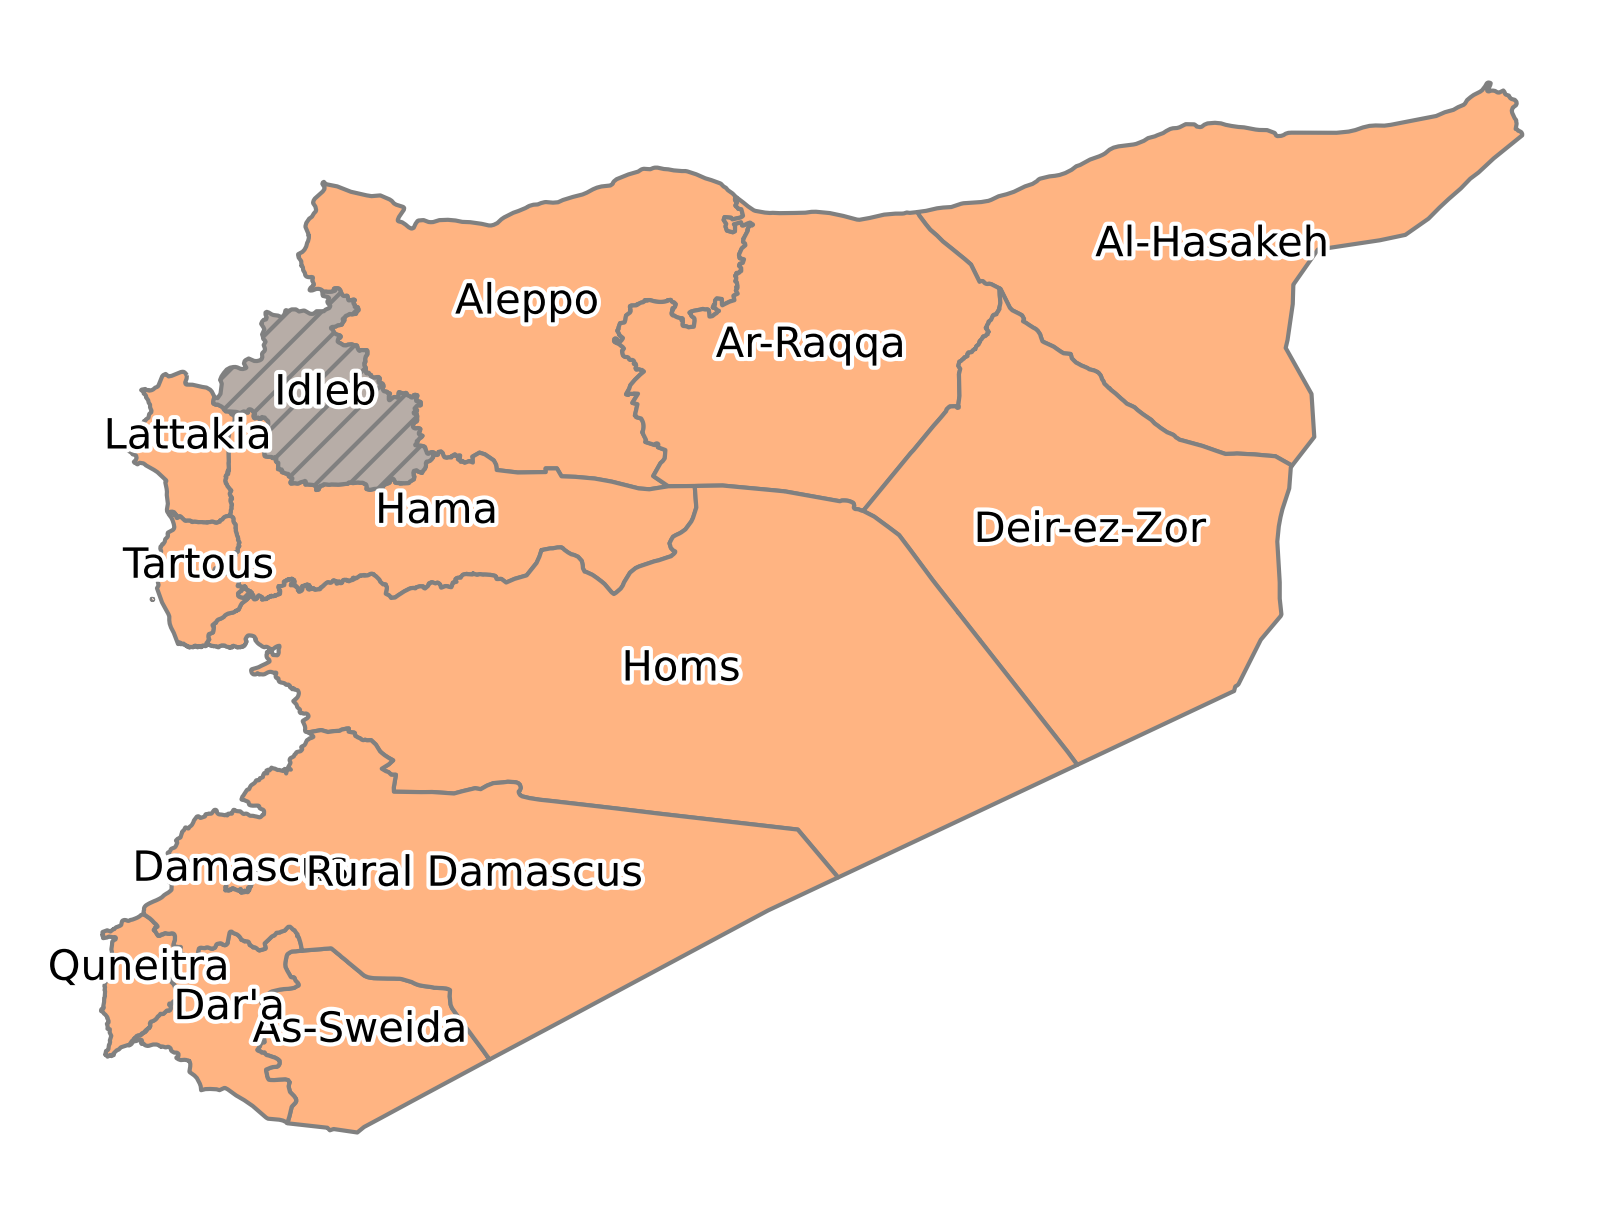 Al-Hasakeh
Aleppo
Ar-Raqqa
Idleb
Lattakia
Hama
Deir-ez-Zor
Tartous
Homs
Damascus
Rural Damascus
Quneitra
Dar'a
As-Sweida